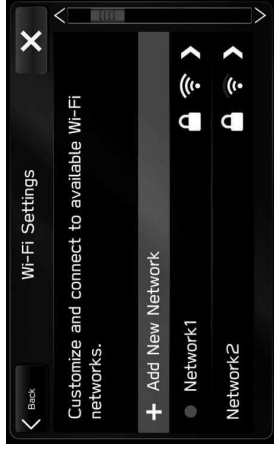 Back
Wi-Fi Settings
Customize and connect to available Wi-Fi
networks.
+ Add New Network
Network1
Network2